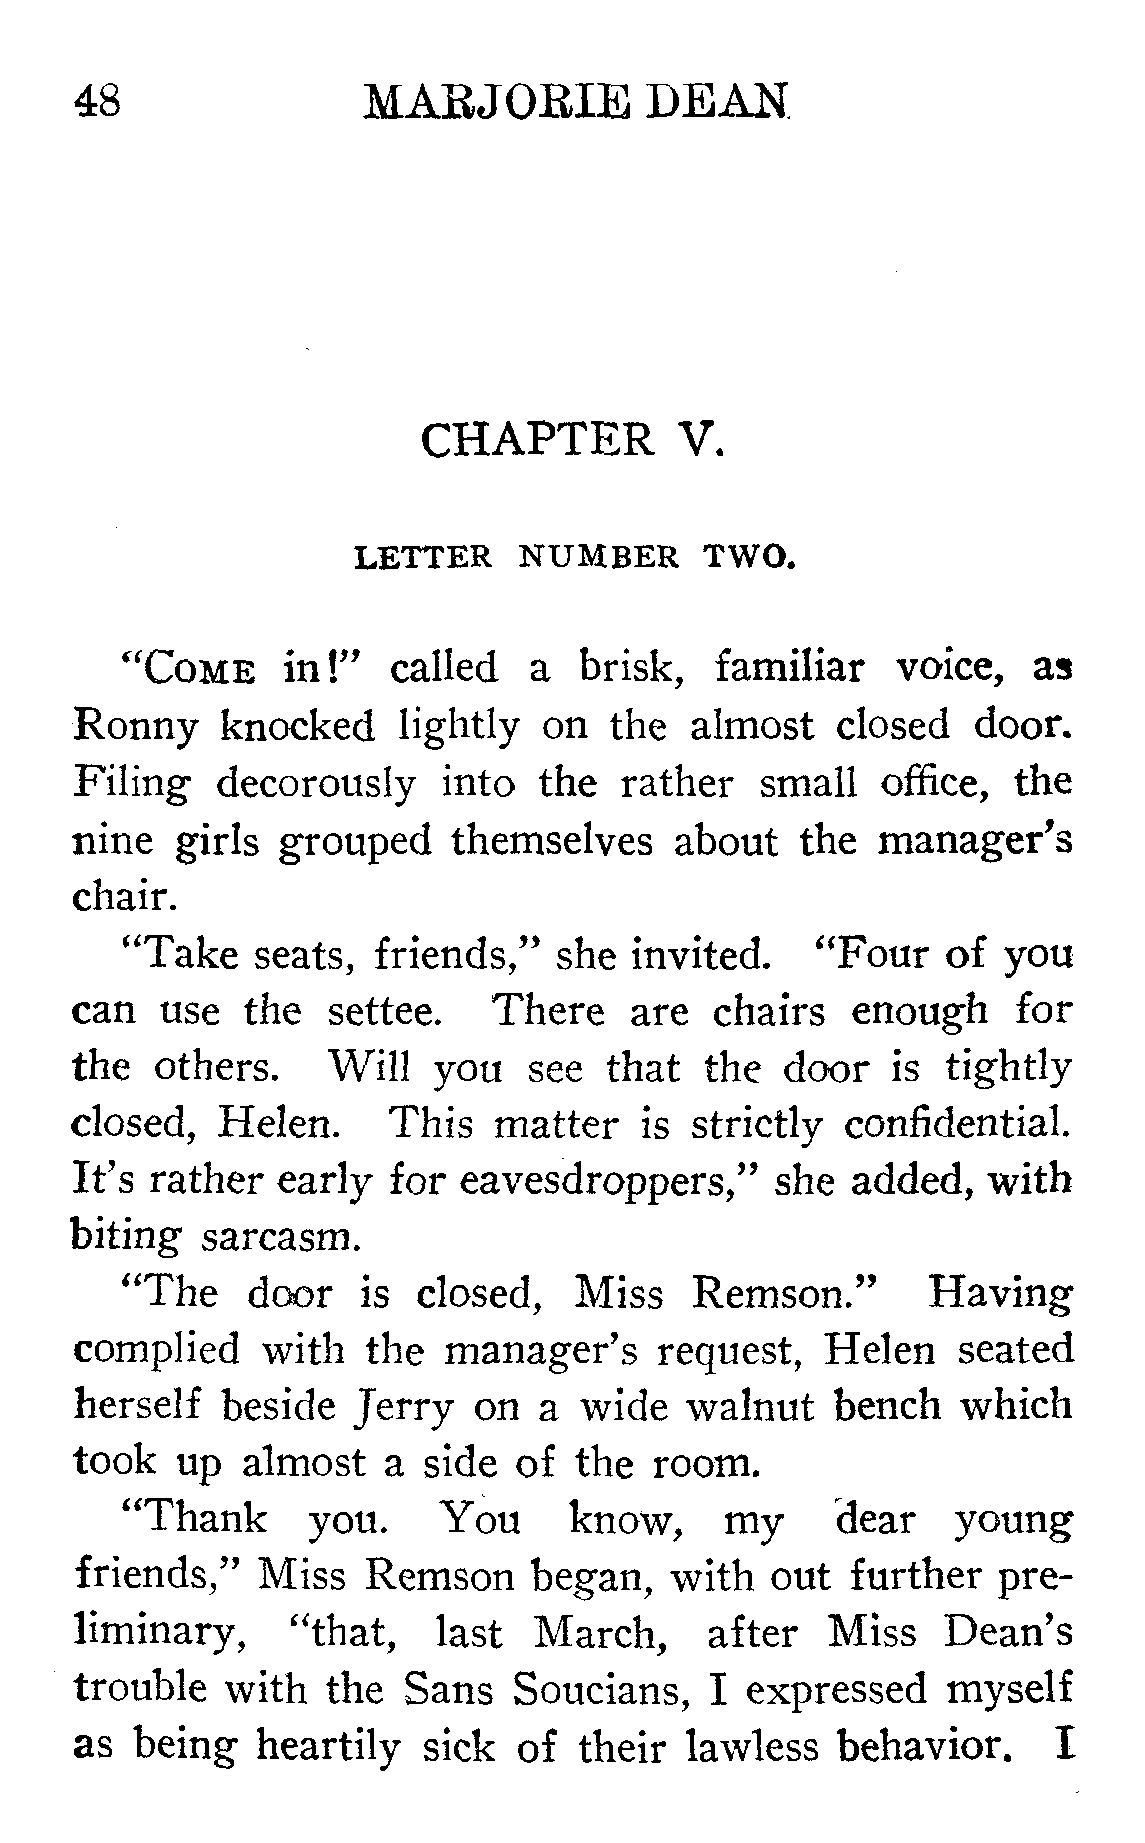 48 MARJORIE DEAN
CHAPTER V.
LETTER NUMBER TWO.
“COME in!” called a brisk, familiar voice, as
Ronny knocked lightly on the almost closed door.
Filing decorously into the rather small office, the
nine girls grouped themselves about the manager’s
chair.
“Take seats, friends,” she invited. “Four of you
can use the settee. There are chairs enough for
the others. Will you see that the door is tightly
closed, Helen. This matter is strictly confidential.
It’s rather early for eavesdroppers,” she added, with
biting sarcasm.
“The door is closed, Miss Remson.” Having
complied with the manager’s request, Helen seated
herself beside Jerry on a wide walnut bench which
took up almost a side of the room.
“Thank you. You know, my dear young
friends,” Miss Remson began, with out further pre-
liminary, “that, last March, after Miss Dean’s
trouble with the Sans Soucians, I expressed myself
as being heartily sick of their lawless behavior. I